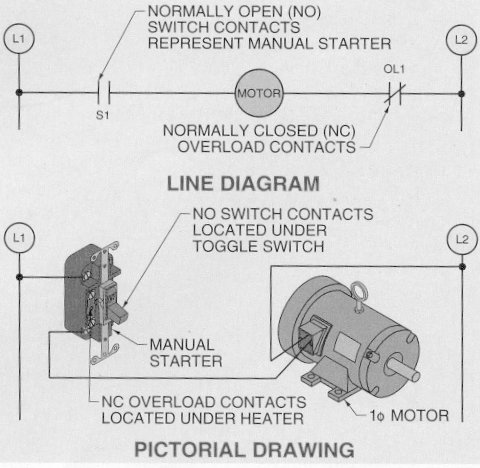 NORMALLY OPEN (NO)
SWITCH CONTACTS
REPRESENT MANUAL STARTER
L1
L2
OL1
MOTOR
S1
NORMALLY CLOSED (NC)
OVERLOAD CONTACTS
LINE DIAGRAM
NO SWITCH CONTACTS
LOCATED UNDER
TOGGLE SWITCH
L1
L2
MANUAL
STARTER
NC OVERLOAD CONTACTS
LOCATED UNDER HEATER
1φ MOTOR
PICTORIAL DRAWING